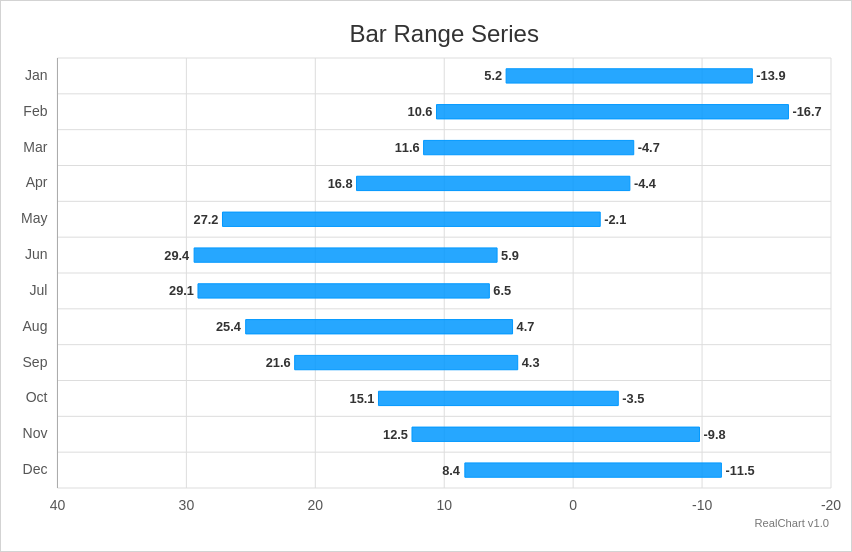 Bar Range Series
Jan 5.2 -13.9
Feb 10.6 -16.7
Mar 11.6 -4.7
Apr 16.8 -4.4
May 27.2 -2.1
Jun 29.4 5.9
Jul 29.1 6.5
Aug 25.4 4.7
Sep 21.6 4.3
Oct 15.1 -3.5
Nov 12.5 -9.8
Dec 8.4 -11.5
40 30 20 10 0 -10 -20
RealChart v1.0